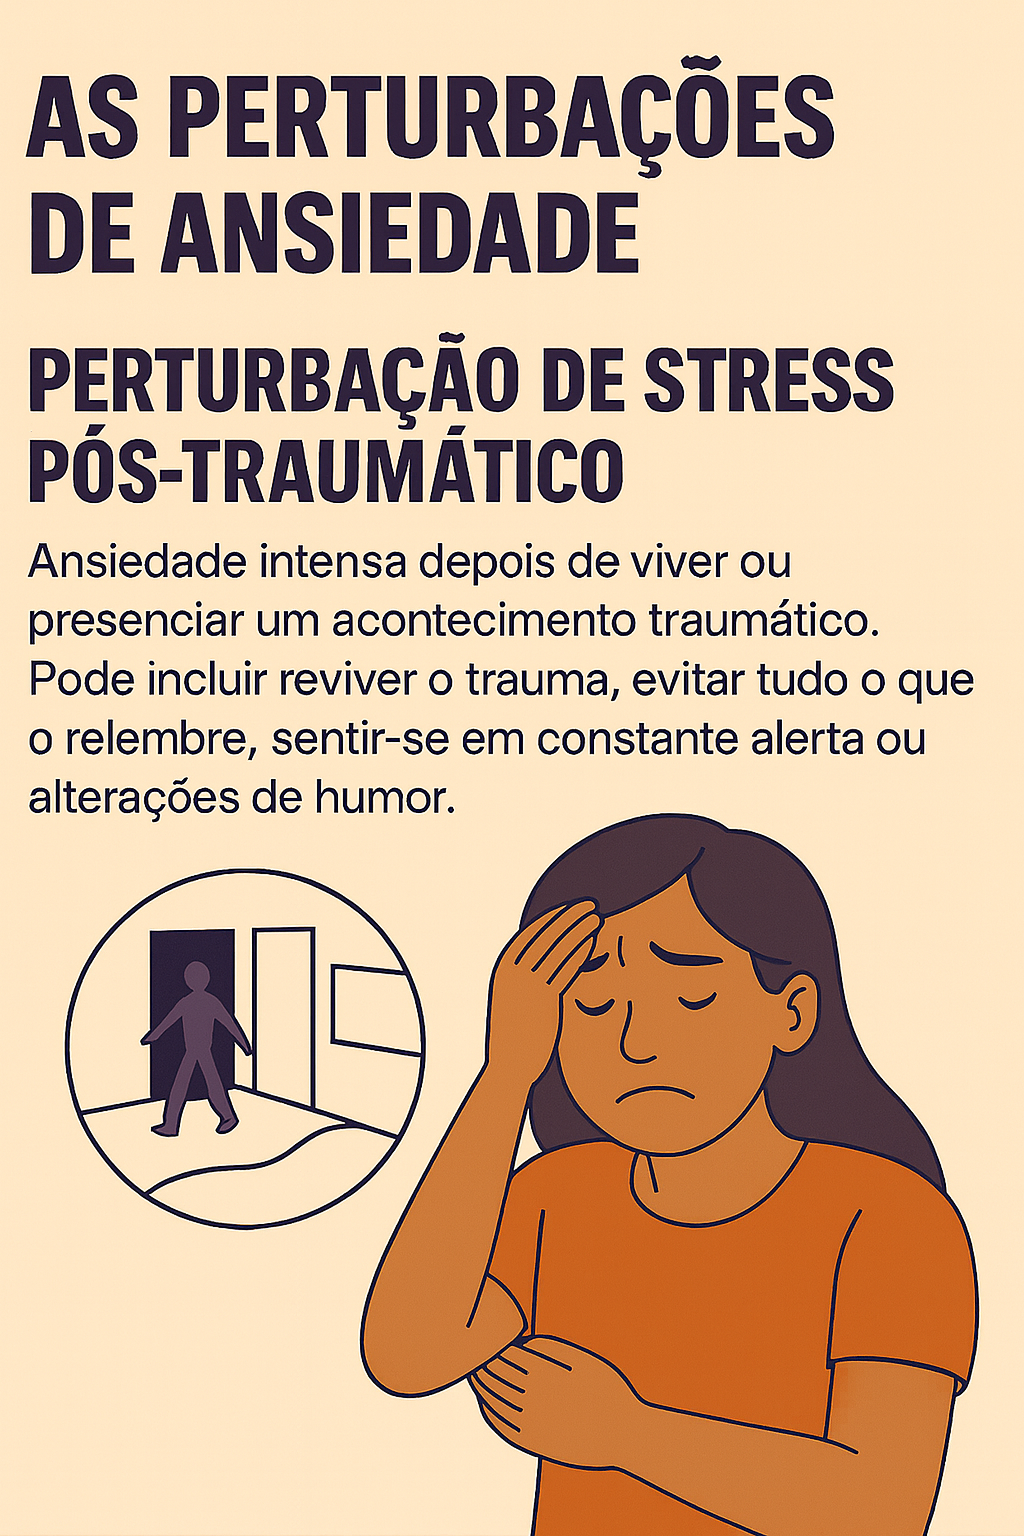 AS PERTURBAÇÕES
DE ANSIEDADE
PERTURBAÇÃO DE STRESS
PÓS-TRAUMÁTICO
Ansiedade intensa depois de viver ou
presenciar um acontecimento traumático.
Pode incluir reviver o trauma, evitar tudo o que
o relembre, sentir-se em constante alerta ou
alterações de humor.